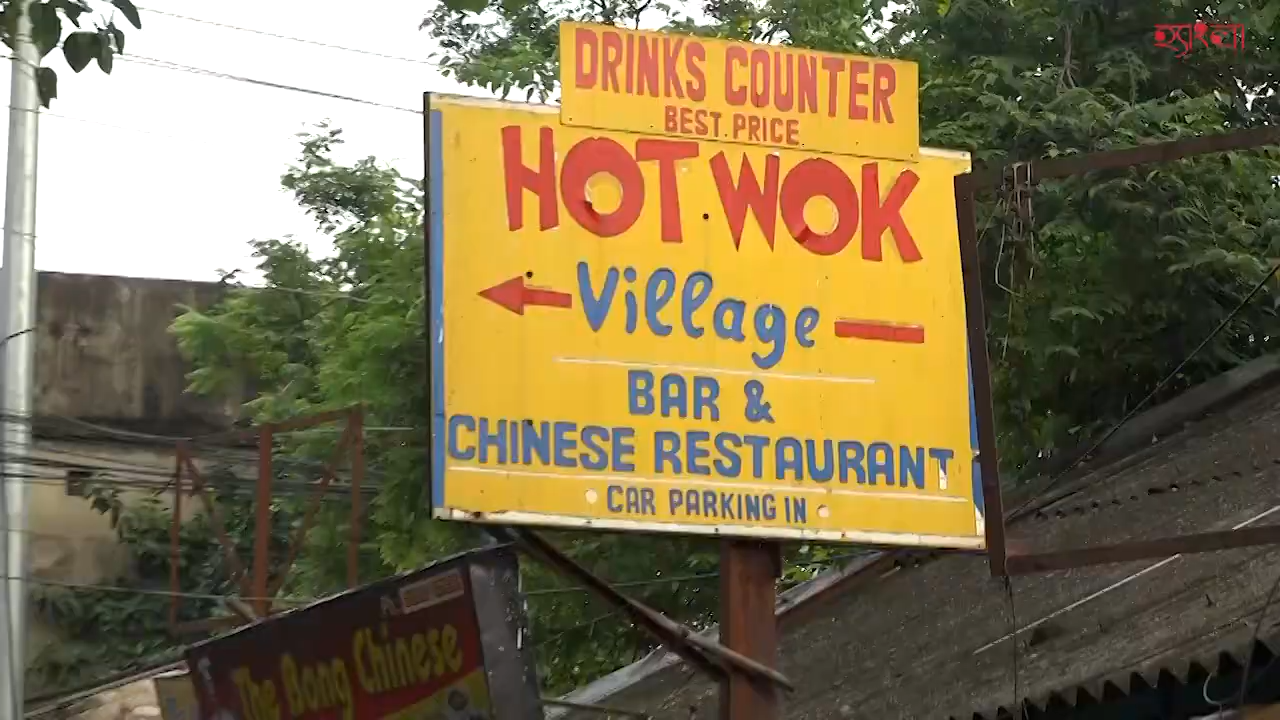 DRINKS COUNTER
BEST.PRICE
HOT.WOK
Village
BAR &
CHINESE RESTAURANT
CAR PARKING IN
The Bong Chinese